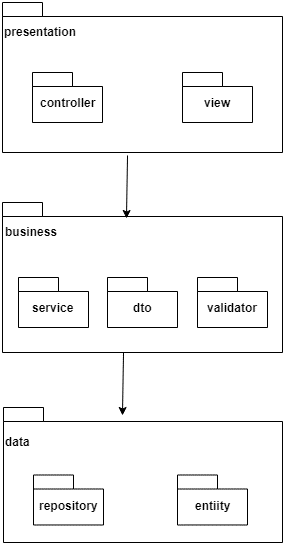 presentation
controller
view
business
service
dto
validator
data
repository
entiity